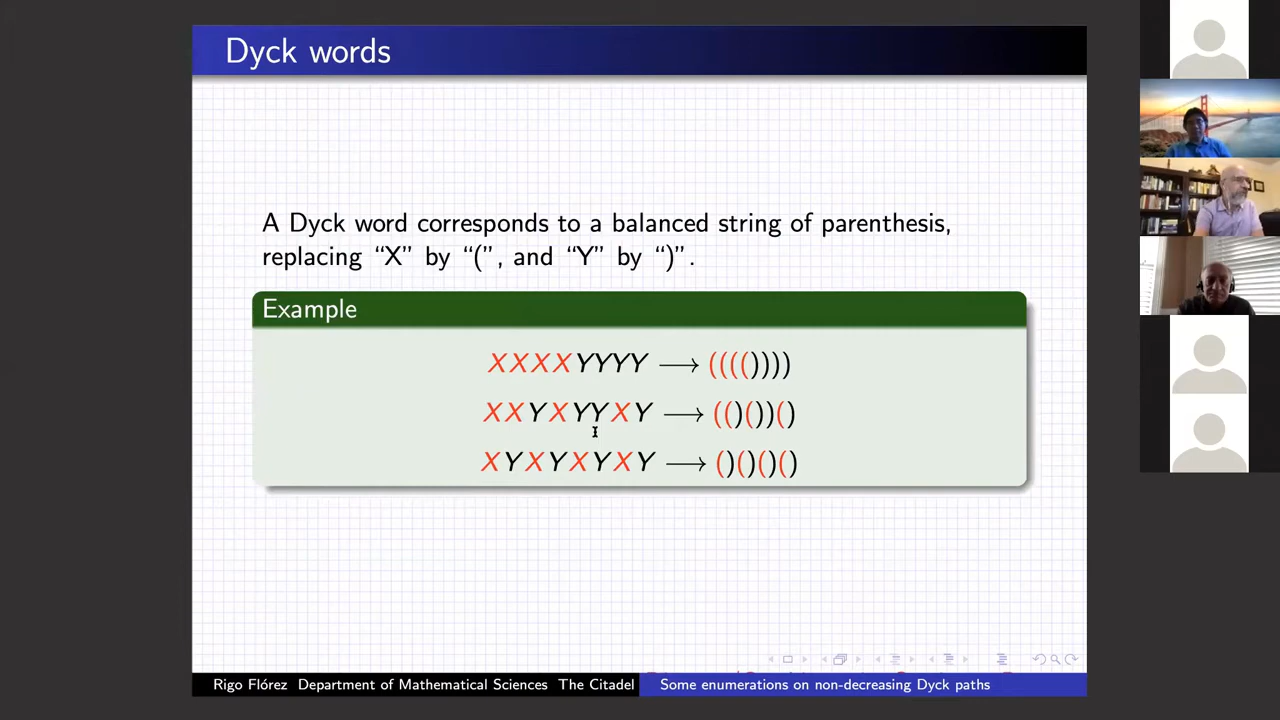 Dyck words
A Dyck word corresponds to a balanced string of parenthesis,
replacing “X” by “(”, and “Y” by “)”.
Example
XXXXYYYY ⟶ (((())))
XXYXYYXY ⟶ (()())()
XYXYXYXY ⟶ ()()()()
Rigo Flórez Department of Mathematical Sciences The Citadel Some enumerations on non-decreasing Dyck paths